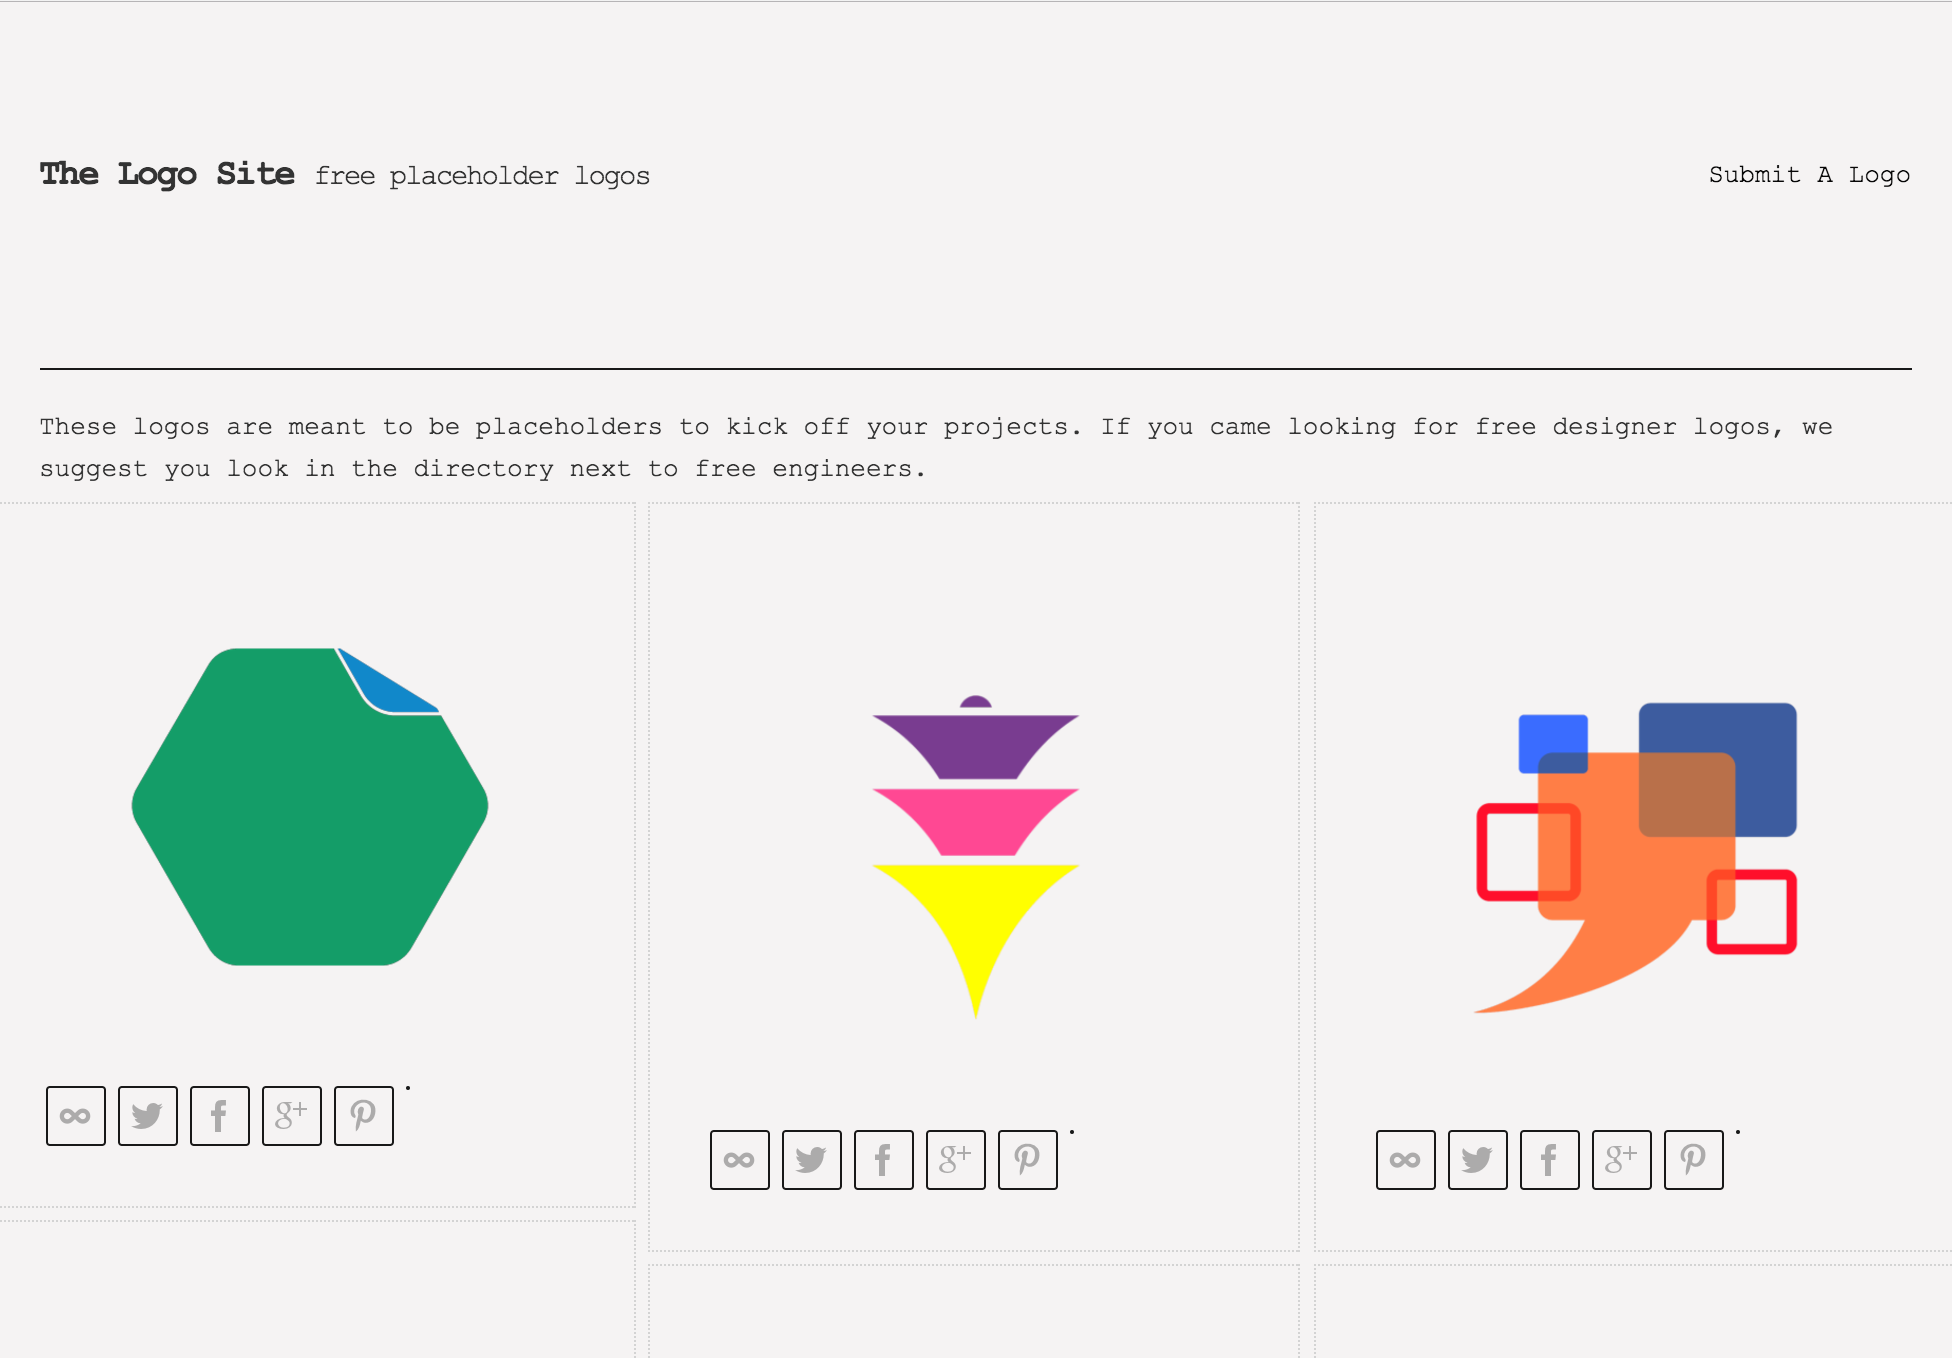 The Logo Site free placeholder logos
Submit A Logo
These logos are meant to be placeholders to kick off your projects. If you came looking for free designer logos, we
suggest you look in the directory next to free engineers.